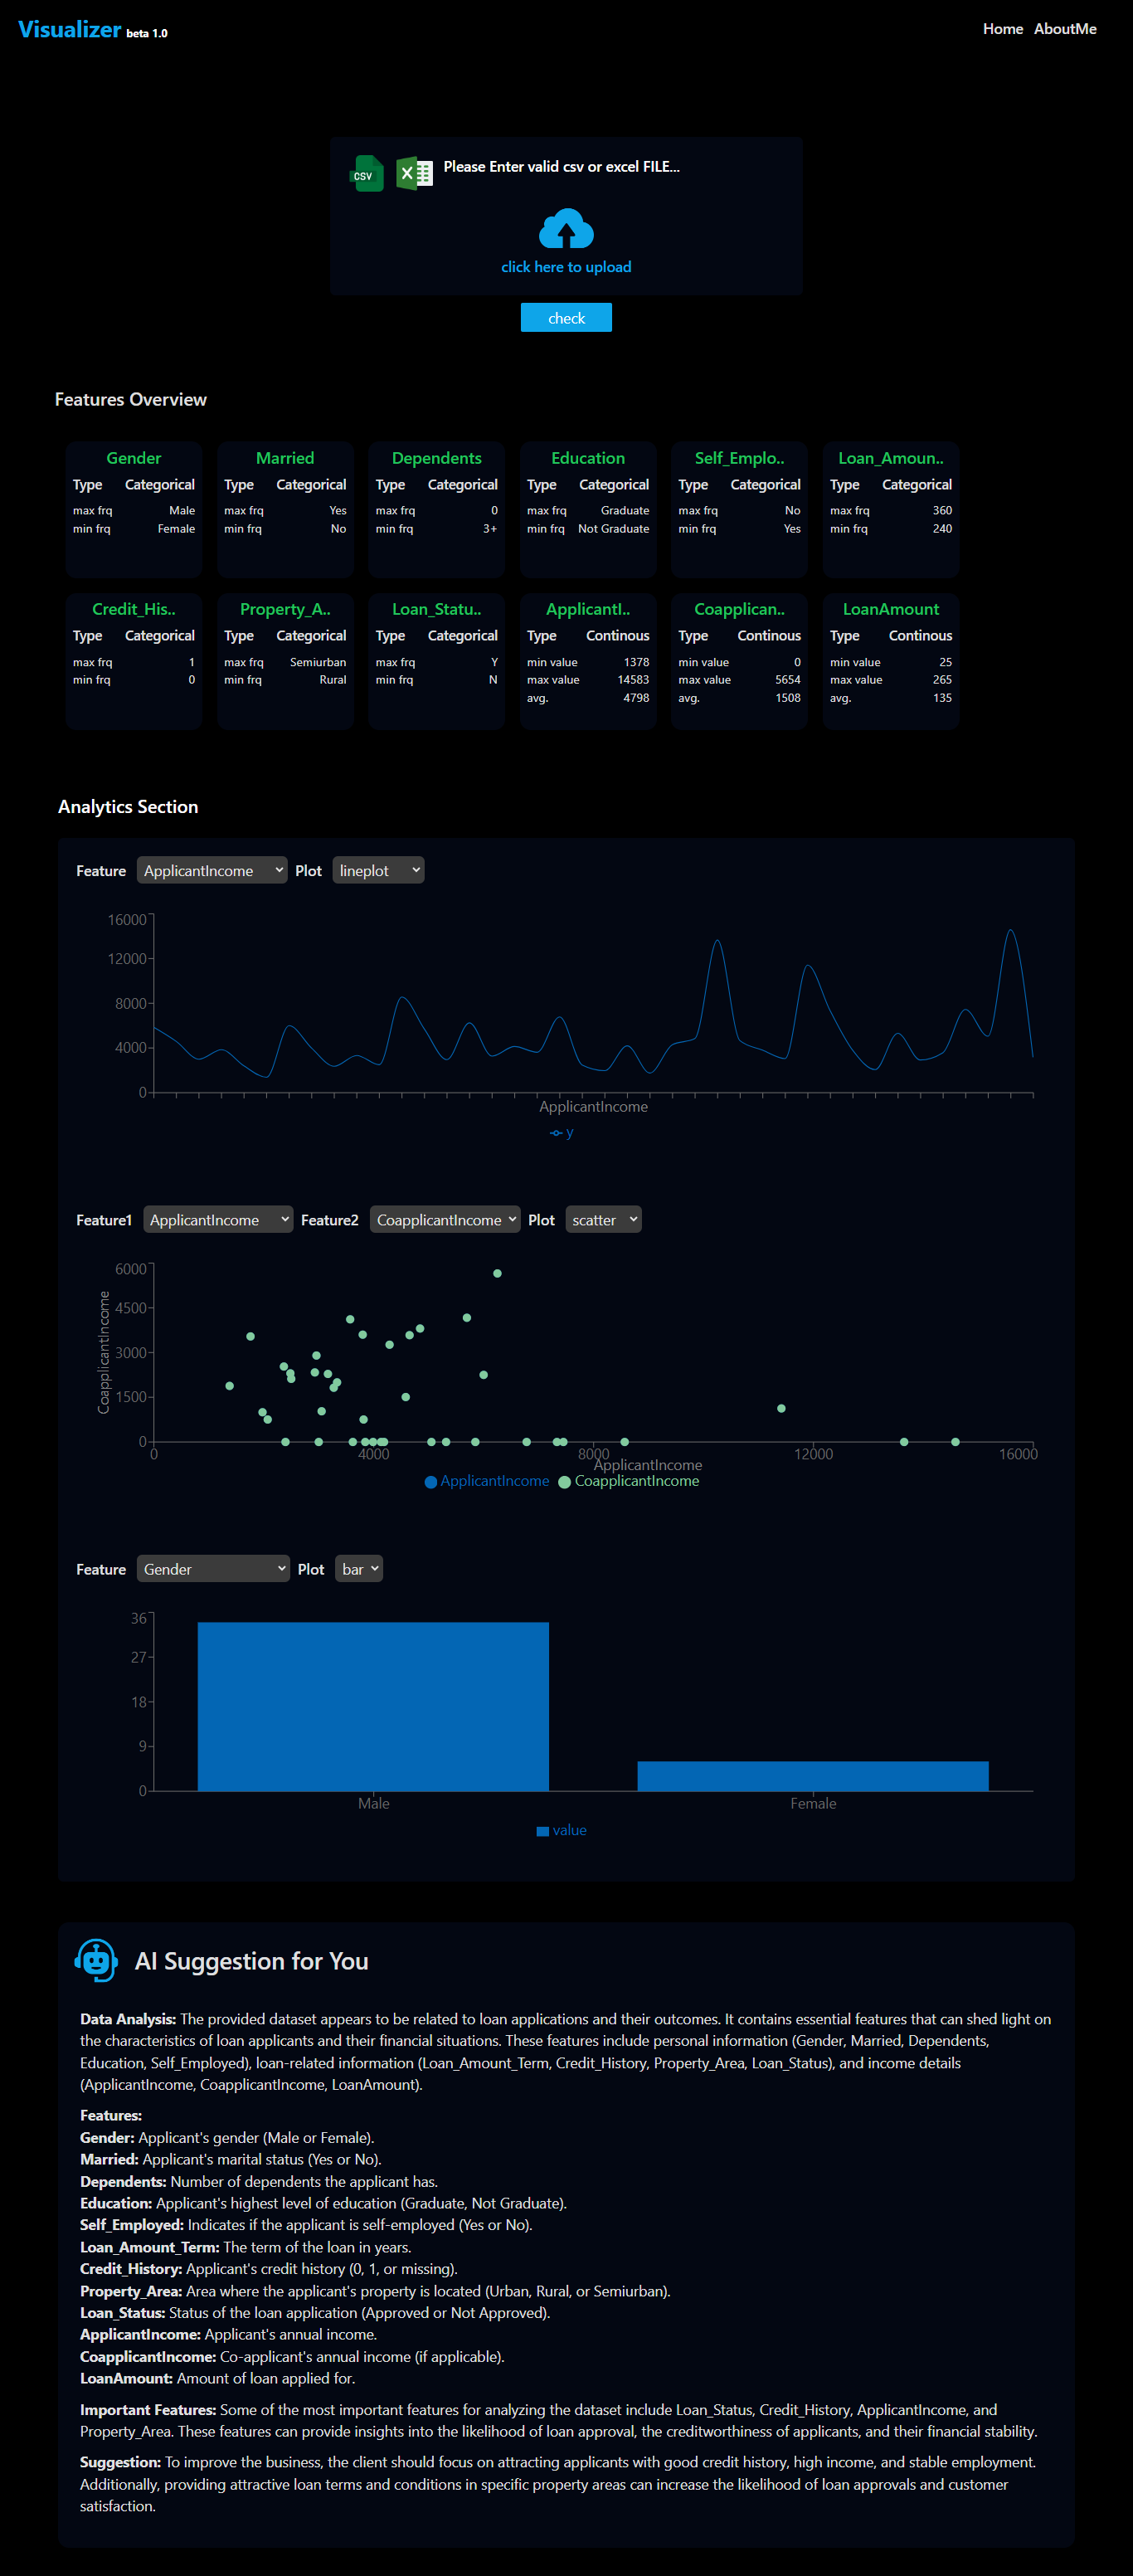 Visualizer beta 1.0
Home AboutMe
CSV
X
Please Enter valid csv or excel FILE...
click here to upload
check
Features Overview
Gender
Type Categorical
max frq Male
min frq Female
Married
Type Categorical
max frq Yes
min frq No
Dependents
Type Categorical
max frq 0
min frq 3+
Education
Type Categorical
max frq Graduate
min frq Not Graduate
Self_Emplo..
Type Categorical
max frq No
min frq Yes
Loan_Amoun..
Type Categorical
max frq 360
min frq 240
Credit_His..
Type Categorical
max frq 1
min frq 0
Property_A..
Type Categorical
max frq Semiurban
min frq Rural
Loan_Statu..
Type Categorical
max frq Y
min frq N
ApplicantI..
Type Continous
min value 1378
max value 14583
avg. 4798
Coapplican..
Type Continous
min value 0
max value 5654
avg. 1508
LoanAmount
Type Continous
min value 25
max value 265
avg. 135
Analytics Section
Feature ApplicantIncome Plot lineplot
16000
12000
8000
4000
0
ApplicantIncome
y
Feature1 ApplicantIncome Feature2 CoapplicantIncome Plot scatter
6000
4500
3000
1500
0
CoapplicantIncome
0 4000 8000 12000 16000
ApplicantIncome
ApplicantIncome CoapplicantIncome
Feature Gender Plot bar
36
27
18
9
0
Male Female
value
AI Suggestion for You
Data Analysis: The provided dataset appears to be related to loan applications and their outcomes. It contains essential features that can shed light on
the characteristics of loan applicants and their financial situations. These features include personal information (Gender, Married, Dependents,
Education, Self_Employed), loan-related information (Loan_Amount_Term, Credit_History, Property_Area, Loan_Status), and income details
(ApplicantIncome, CoapplicantIncome, LoanAmount).
Features:
Gender: Applicant's gender (Male or Female).
Married: Applicant's marital status (Yes or No).
Dependents: Number of dependents the applicant has.
Education: Applicant's highest level of education (Graduate, Not Graduate).
Self_Employed: Indicates if the applicant is self-employed (Yes or No).
Loan_Amount_Term: The term of the loan in years.
Credit_History: Applicant's credit history (0, 1, or missing).
Property_Area: Area where the applicant's property is located (Urban, Rural, or Semiurban).
Loan_Status: Status of the loan application (Approved or Not Approved).
ApplicantIncome: Applicant's annual income.
CoapplicantIncome: Co-applicant's annual income (if applicable).
LoanAmount: Amount of loan applied for.
Important Features: Some of the most important features for analyzing the dataset include Loan_Status, Credit_History, ApplicantIncome, and
Property_Area. These features can provide insights into the likelihood of loan approval, the creditworthiness of applicants, and their financial stability.
Suggestion: To improve the business, the client should focus on attracting applicants with good credit history, high income, and stable employment.
Additionally, providing attractive loan terms and conditions in specific property areas can increase the likelihood of loan approvals and customer
satisfaction.